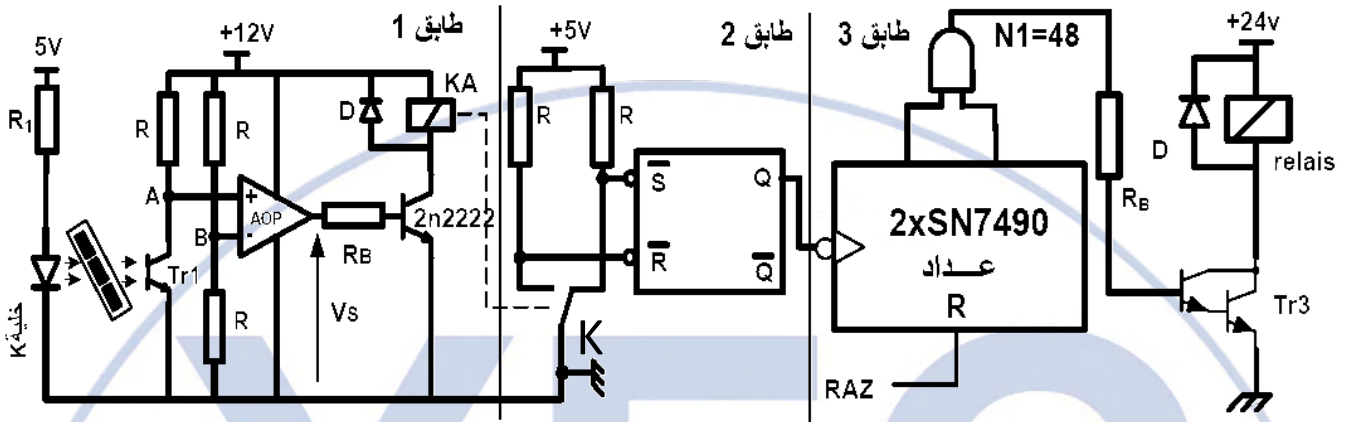 5V
R1
خلية K
+12V
طابق 1
R
R
A
B
R
Tr1
+
-
AOP
Vs
RB
2n2222
D
KA
+5V
طابق 2
R
R
S
R
Q
Q
K
طابق 3
N1=48
2xSN7490
عـــداد
R
RAZ
RB
+24v
D
relais
Tr3